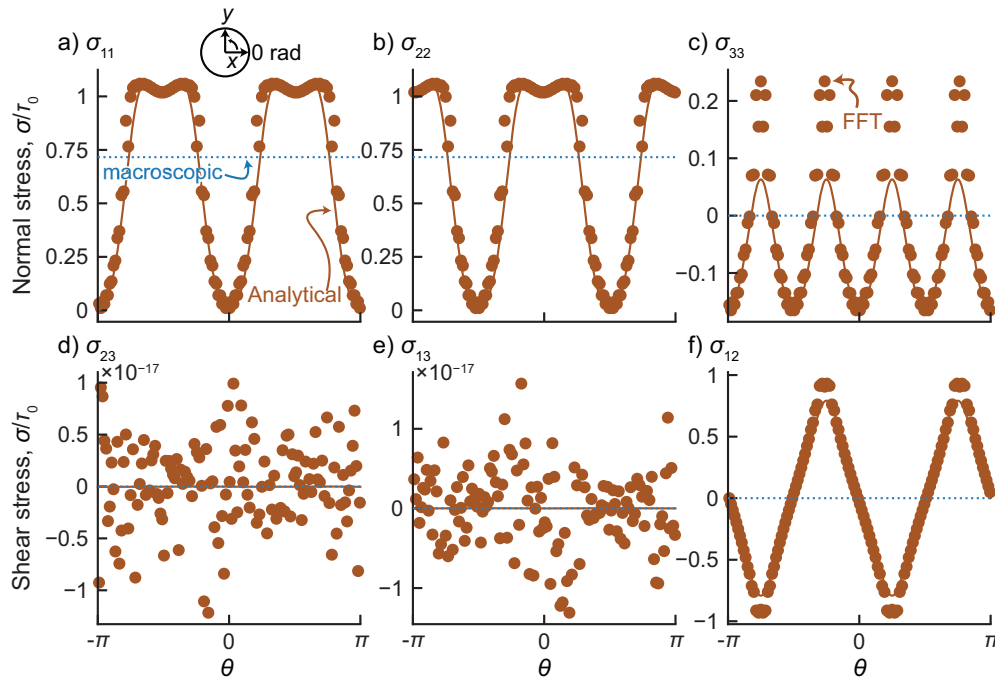 y
x
0 rad
a) σ11
b) σ22
c) σ33
Normal stress, σ/τ0
1
0.75
0.5
0.25
0
macroscopic
Analytical
1
0.75
0.5
0.25
0
0.2
0.1
0
−0.1
FFT
d) σ23
×10−17
e) σ13
×10−17
f) σ12
Shear stress, σ/τ0
1
0.5
0
−0.5
−1
-π
0
π
θ
1
0
−1
-π
0
π
θ
1
0.5
0
-0.5
-1
-π
0
π
θ